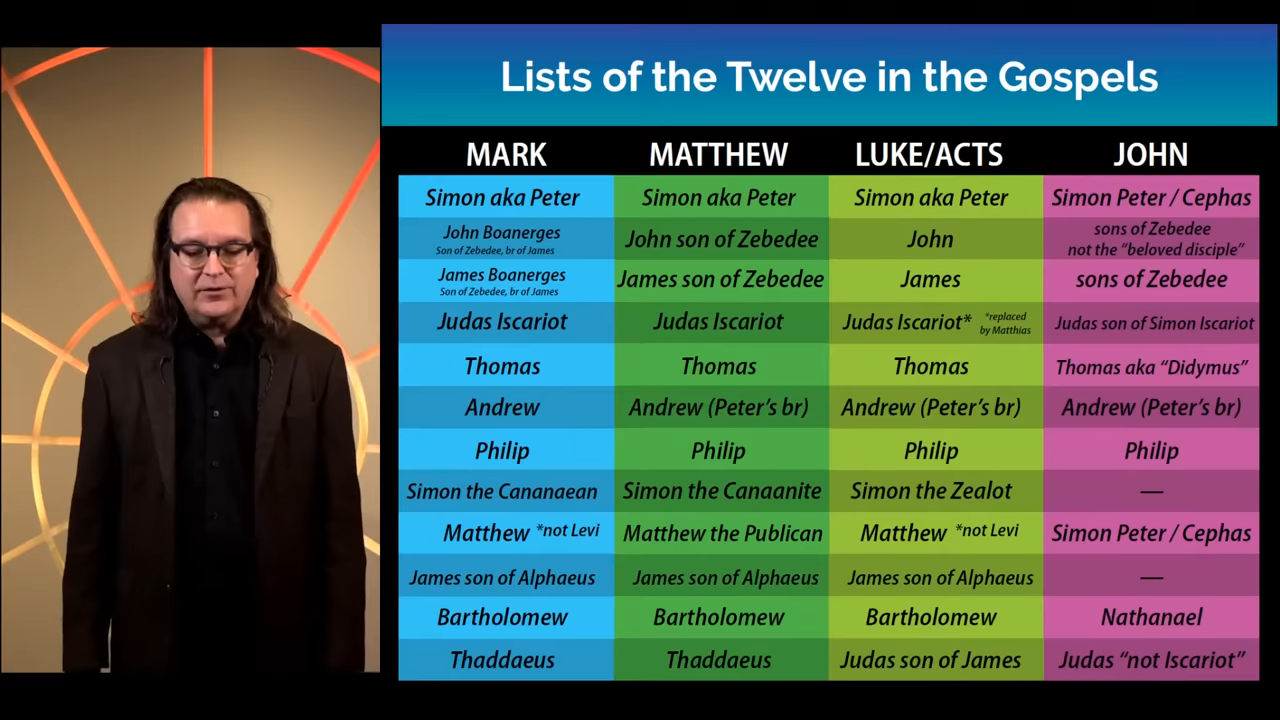 Lists of the Twelve in the Gospels
MARK MATTHEW LUKE/ACTS JOHN
Simon aka Peter Simon aka Peter Simon aka Peter Simon Peter / Cephas
John Boanerges
Son of Zebedee, br of James
John son of Zebedee John
sons of Zebedee
not the "beloved disciple"
James Boanerges
Son of Zebedee, br of James
James son of Zebedee James sons of Zebedee
Judas Iscariot Judas Iscariot Judas Iscariot*
*replaced
by Matthias
Judas son of Simon Iscariot
Thomas Thomas Thomas Thomas aka "Didymus"
Andrew Andrew (Peter's br) Andrew (Peter's br) Andrew (Peter's br)
Philip Philip Philip Philip
Simon the Cananaean Simon the Canaanite Simon the Zealot —
Matthew *not Levi Matthew the Publican Matthew *not Levi Simon Peter / Cephas
James son of Alphaeus James son of Alphaeus James son of Alphaeus —
Bartholomew Bartholomew Bartholomew Nathanael
Thaddaeus Thaddaeus Judas son of James Judas "not Iscariot"